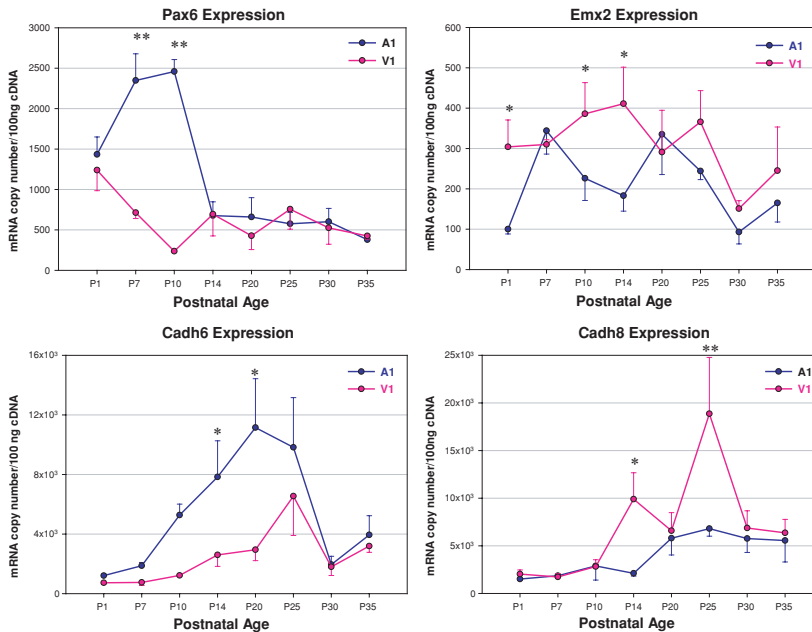 Pax6 Expression
3000
2500
2000
1500
1000
500
0
mRNA copy number/100ng cDNA
** **
A1
V1
P1 P7 P10 P14 P20 P25 P30 P35
Postnatal Age
Emx2 Expression
600
500
400
300
200
100
0
mRNA copy number/100ng cDNA
* * *
A1
V1
P1 P7 P10 P14 P20 P25 P30 P35
Postnatal Age
Cadh6 Expression
16x10³
12x10³
8x10³
4x10³
0
mRNA copy number/100 ng cDNA
* *
A1
V1
P1 P7 P10 P14 P20 P25 P30 P35
Postnatal Age
Cadh8 Expression
25x10³
20x10³
15x10³
10x10³
5x10³
0
mRNA copy number/100ng cDNA
* **
A1
V1
P1 P7 P10 P14 P20 P25 P30 P35
Postnatal Age